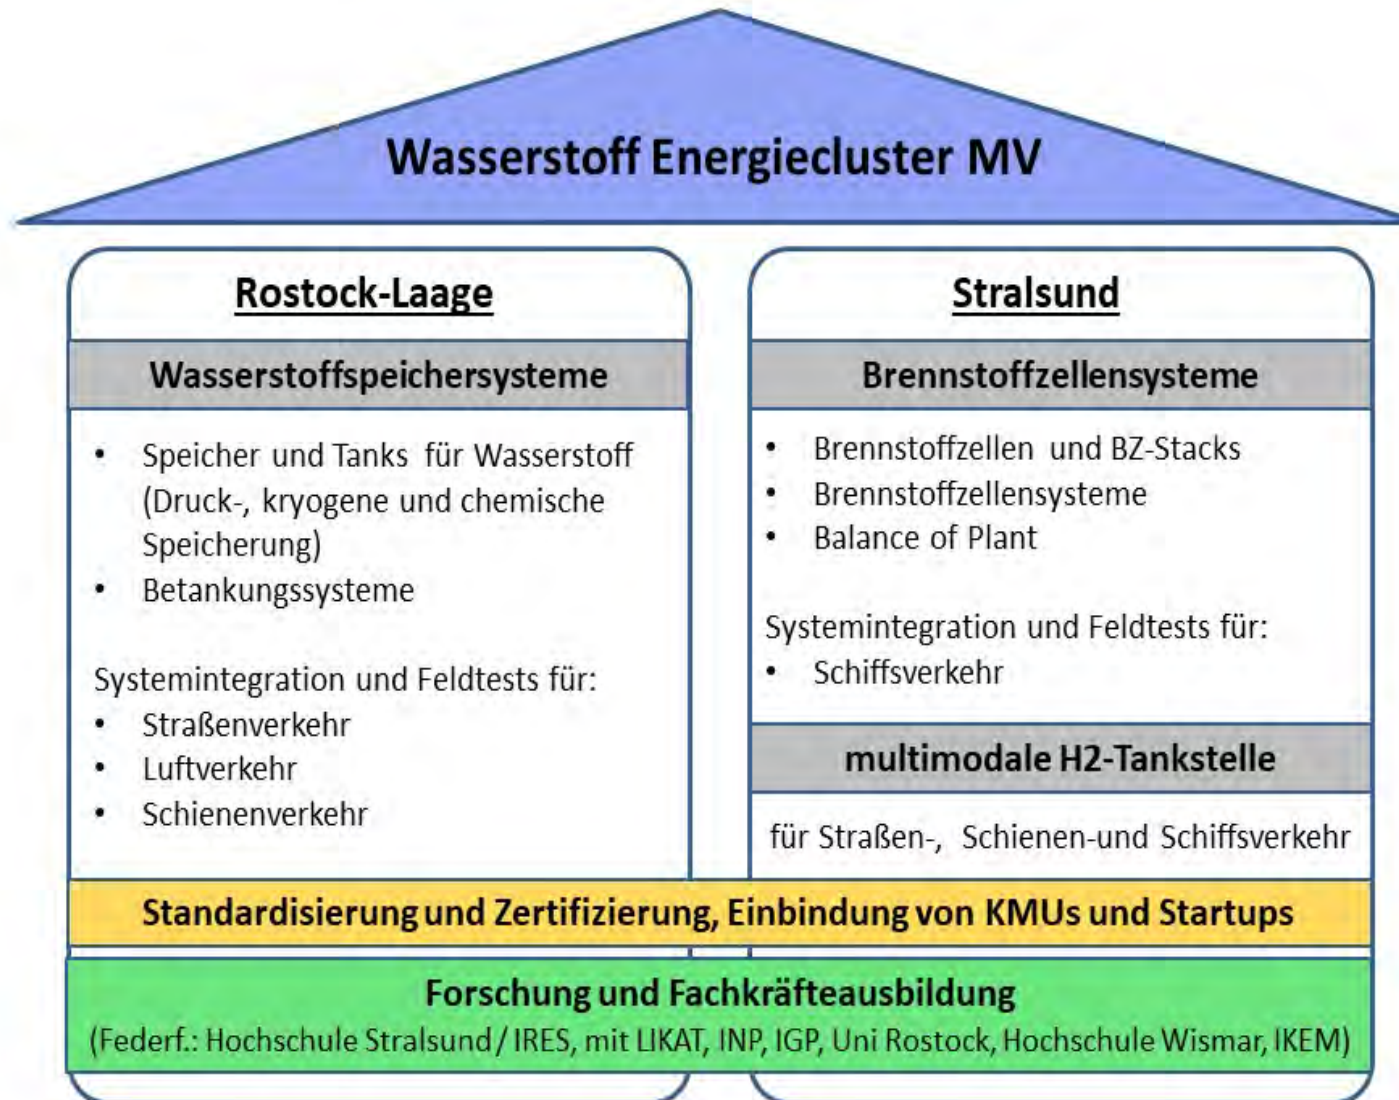 Wasserstoff Energiecluster MV
Rostock-Laage
Wasserstoffspeichersysteme
• Speicher und Tanks für Wasserstoff
(Druck-, kryogene und chemische
Speicherung)
• Betankungssysteme
Systemintegration und Feldtests für:
• Straßenverkehr
• Luftverkehr
• Schienenverkehr
Stralsund
Brennstoffzellensysteme
• Brennstoffzellen und BZ-Stacks
• Brennstoffzellensysteme
• Balance of Plant
Systemintegration und Feldtests für:
• Schiffsverkehr
multimodale H2-Tankstelle
für Straßen-, Schienen-und Schiffsverkehr
Standardisierung und Zertifizierung, Einbindung von KMUs und Startups
Forschung und Fachkräfteausbildung
(Federf.: Hochschule Stralsund/ IRES, mit LIKAT, INP, IGP, Uni Rostock, Hochschule Wismar, IKEM)